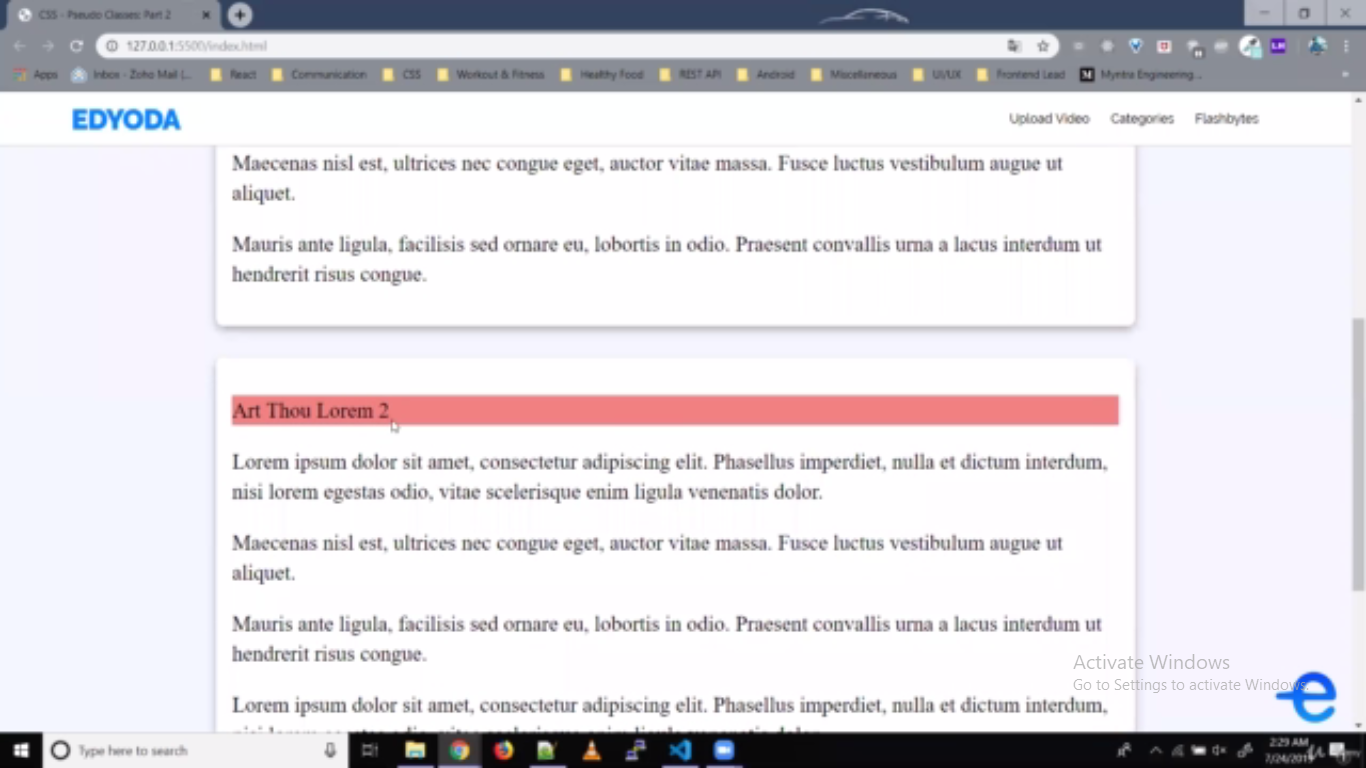 CSS - Pseudo Classes: Part 2
127.0.0.1:5500/index.html
Apps Inbox - Zoho Mail (... React Communication CSS Workout & Fitness Healthy Food REST API Android Miscellaneous UI/UX Frontend Lead M Myntra Engineering...
EDYODA Upload Video Categories Flashbytes
Maecenas nisl est, ultrices nec congue eget, auctor vitae massa. Fusce luctus vestibulum augue ut
aliquet.
Mauris ante ligula, facilisis sed ornare eu, lobortis in odio. Praesent convallis urna a lacus interdum ut
hendrerit risus congue.
Art Thou Lorem 2
Lorem ipsum dolor sit amet, consectetur adipiscing elit. Phasellus imperdiet, nulla et dictum interdum,
nisi lorem egestas odio, vitae scelerisque enim ligula venenatis dolor.
Maecenas nisl est, ultrices nec congue eget, auctor vitae massa. Fusce luctus vestibulum augue ut
aliquet.
Mauris ante ligula, facilisis sed ornare eu, lobortis in odio. Praesent convallis urna a lacus interdum ut
hendrerit risus congue.
Activate Windows
Go to Settings to activate Windows.
Lorem ipsum dolor sit amet, consectetur adipiscing elit. Phasellus imperdiet, nulla et dictum interdum,
Type here to search
2:29 AM